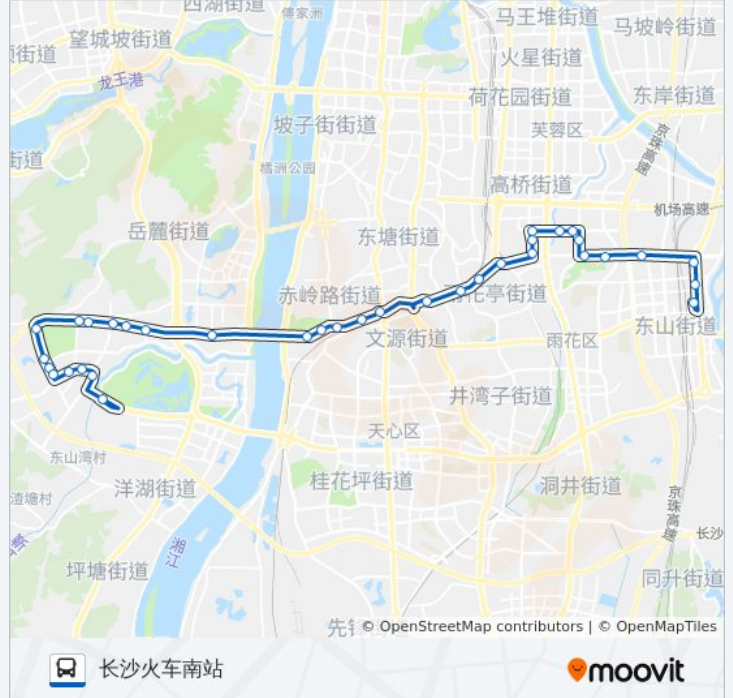 西湖街道
傅家洲
马王堆街道
马坡岭街道
望城坡街道
顶街道
火星街道
龙王港
荷花园街道
东岸街道
坡子街街道
芙蓉区
京珠高速
街道
橘洲公园
高桥街道
机场高速
岳麓街道
东塘街道
赤岭路街道
雨花亭街道
东山街道
文源街道
雨花区
井湾子街道
天心区
东山湾村
桂花坪街道
洞井街道
洋湖街道
渣塘村
京珠高速
长沙
湘江
坪塘街道
同升街道
先锋
© OpenStreetMap contributors | © OpenMapTiles
长沙火车南站
moovit